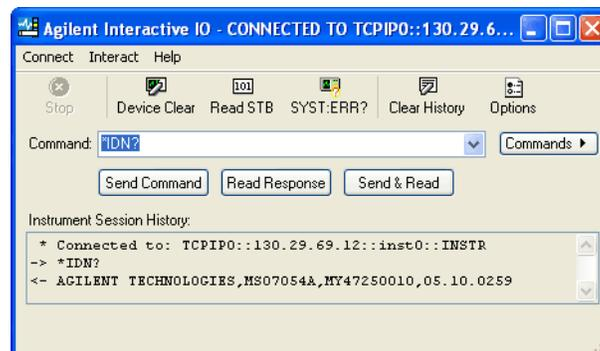 Agilent Interactive IO - CONNECTED TO TCPIP0::130.29.6...
Connect Interact Help
101
Stop Device Clear Read STB SYST:ERR? Clear History Options
Command: *IDN? Commands
Send Command Read Response Send & Read
Instrument Session History:
* Connected to: TCPIP0::130.29.69.12::inst0::INSTR
-> *IDN?
<- AGILENT TECHNOLOGIES,MSO7054A,MY47250010,05.10.0259